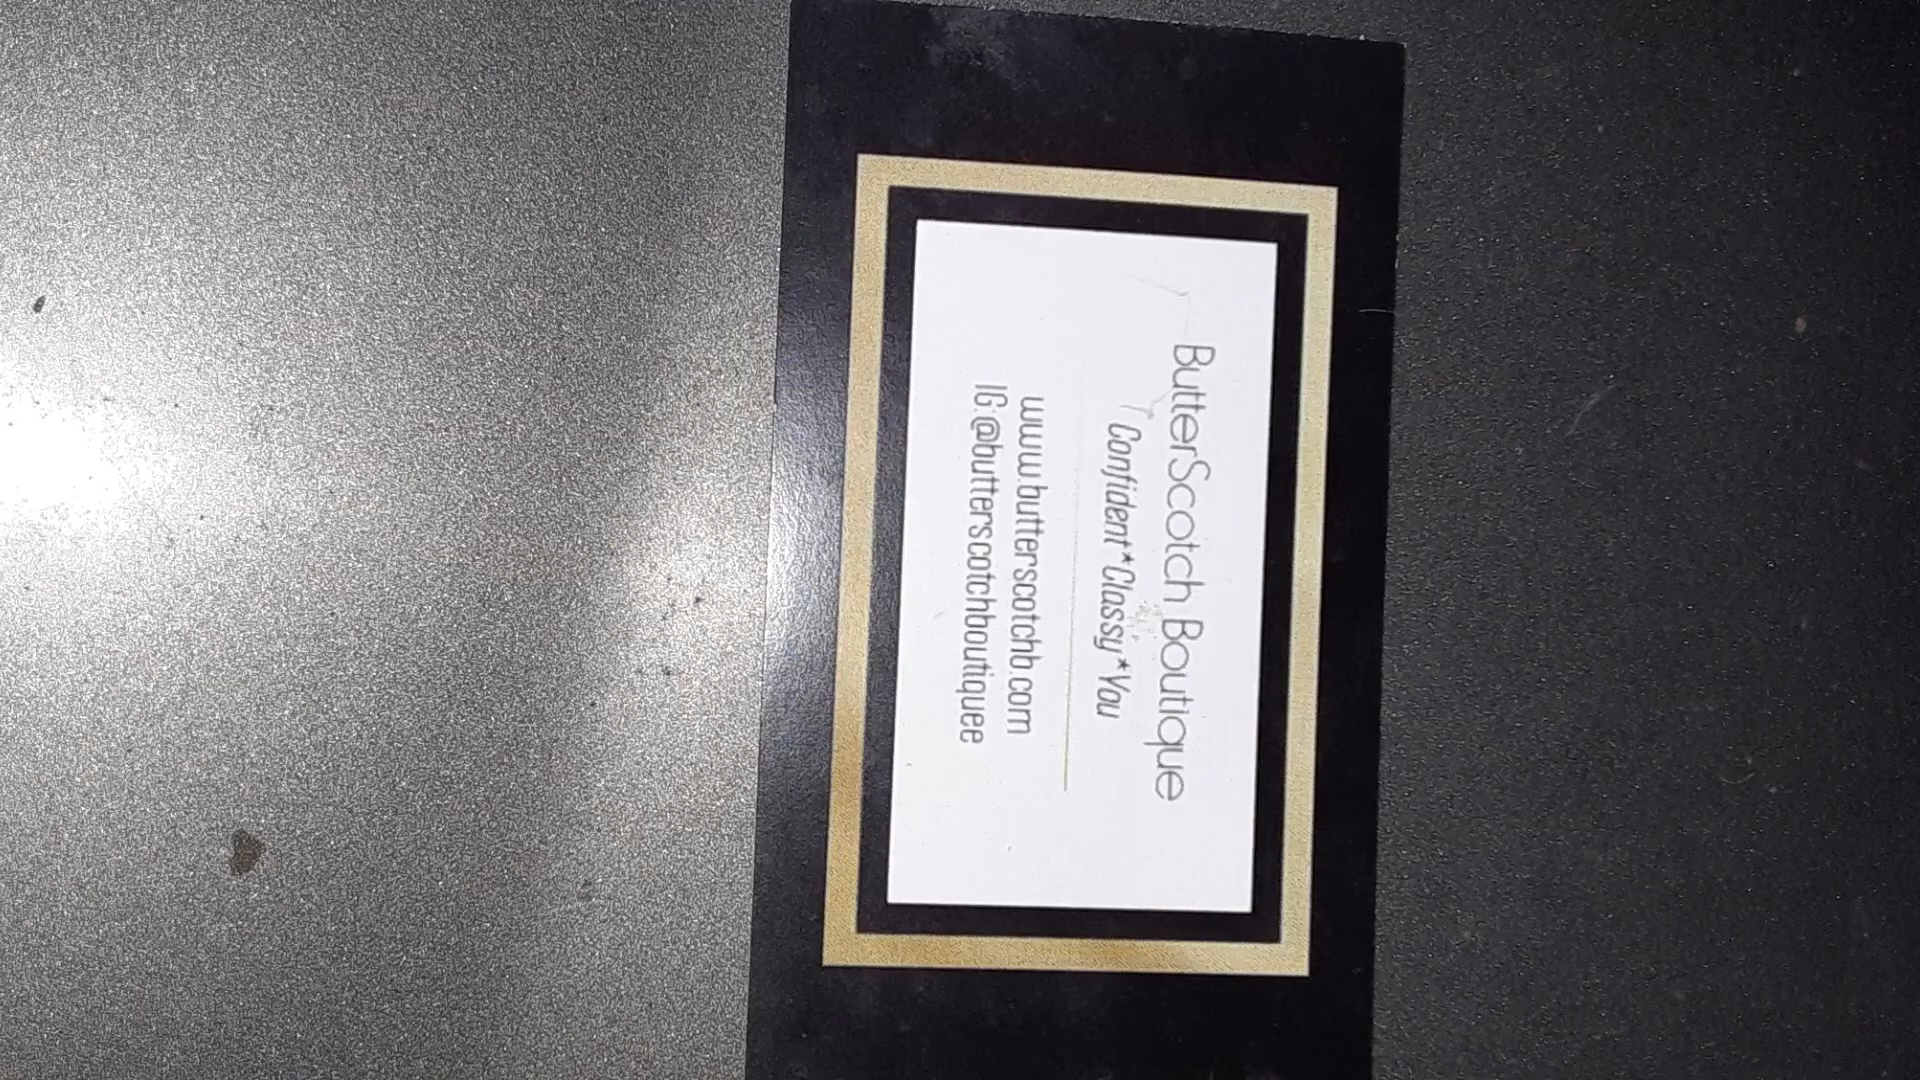 ButterScotch Boutique
Confident*Classy*You
www.butterscotchb.com
IG:@butterscotchboutiquee